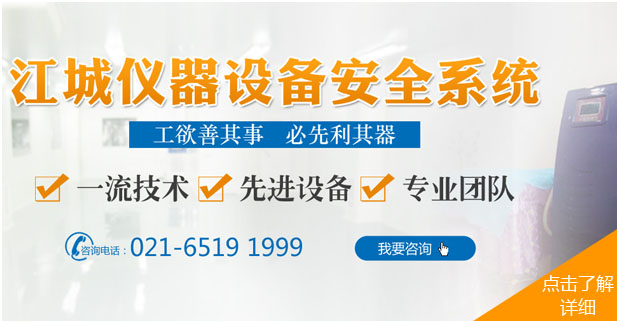 江城仪器设备安全系统
工欲善其事 必先利其器
一流技术 先进设备 专业团队
咨询电话：021-6519 1999 我要咨询
点击了解
详细